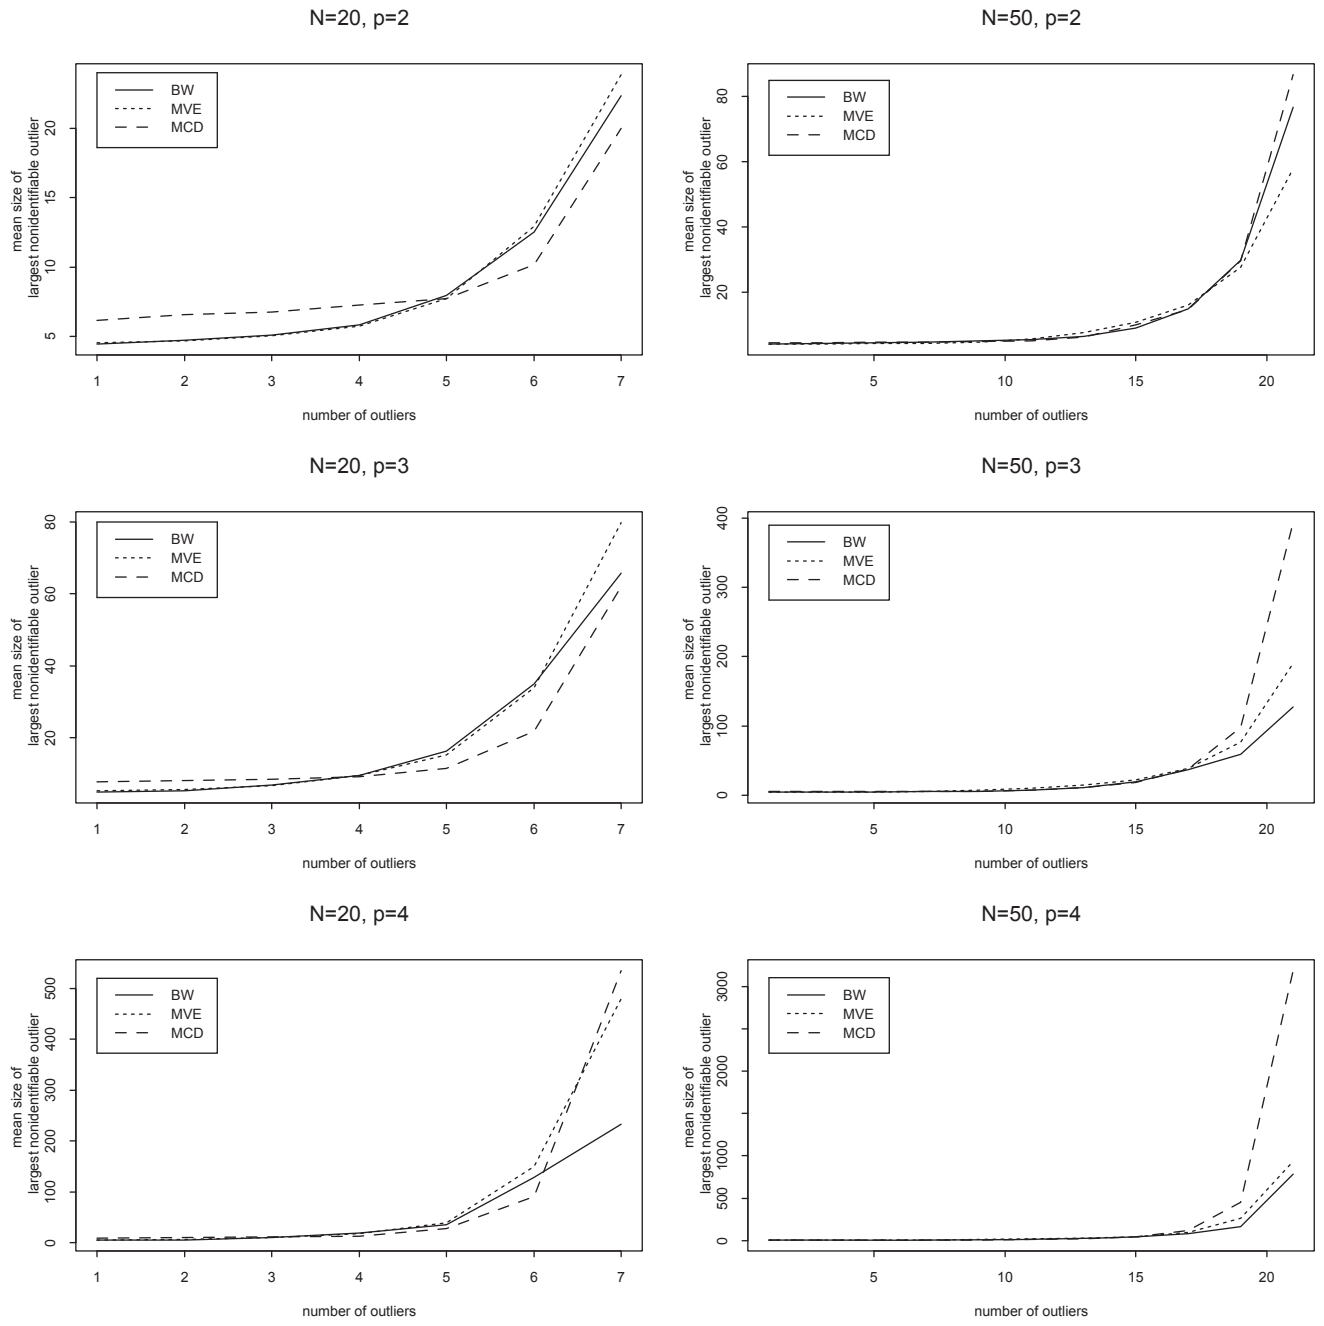 N=20, p=2
mean size of
largest nonidentifiable outlier
5 10 15 20
BW
MVE
MCD
1 2 3 4 5 6 7
number of outliers
N=50, p=2
mean size of
largest nonidentifiable outlier
20 40 60 80
BW
MVE
MCD
5 10 15 20
number of outliers
N=20, p=3
mean size of
largest nonidentifiable outlier
20 40 60 80
BW
MVE
MCD
1 2 3 4 5 6 7
number of outliers
N=50, p=3
mean size of
largest nonidentifiable outlier
0 100 200 300 400
BW
MVE
MCD
5 10 15 20
number of outliers
N=20, p=4
mean size of
largest nonidentifiable outlier
0 100 200 300 400 500
BW
MVE
MCD
1 2 3 4 5 6 7
number of outliers
N=50, p=4
mean size of
largest nonidentifiable outlier
0 500 1000 2000 3000
BW
MVE
MCD
5 10 15 20
number of outliers